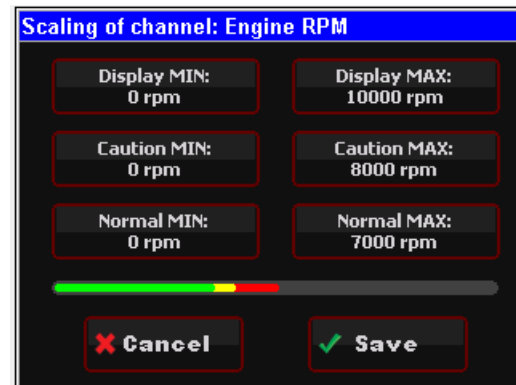 Scaling of channel: Engine RPM
Display MIN:
0 rpm
Display MAX:
10000 rpm
Caution MIN:
0 rpm
Caution MAX:
8000 rpm
Normal MIN:
0 rpm
Normal MAX:
7000 rpm
Cancel
Save